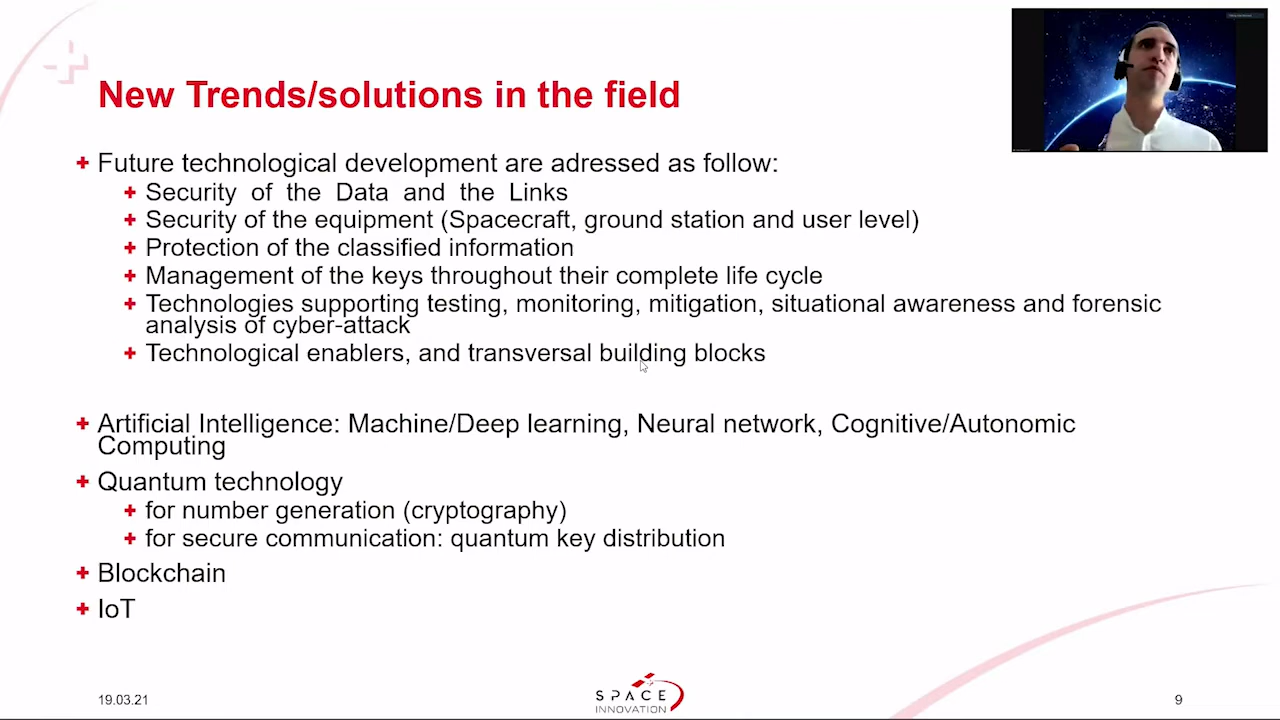 New Trends/solutions in the field
Future technological development are adressed as follow:
Security of the Data and the Links
Security of the equipment (Spacecraft, ground station and user level)
Protection of the classified information
Management of the keys throughout their complete life cycle
Technologies supporting testing, monitoring, mitigation, situational awareness and forensic
analysis of cyber-attack
Technological enablers, and transversal building blocks
Artificial Intelligence: Machine/Deep learning, Neural network, Cognitive/Autonomic
Computing
Quantum technology
for number generation (cryptography)
for secure communication: quantum key distribution
Blockchain
IoT
19.03.21
SPACE
INNOVATION
9